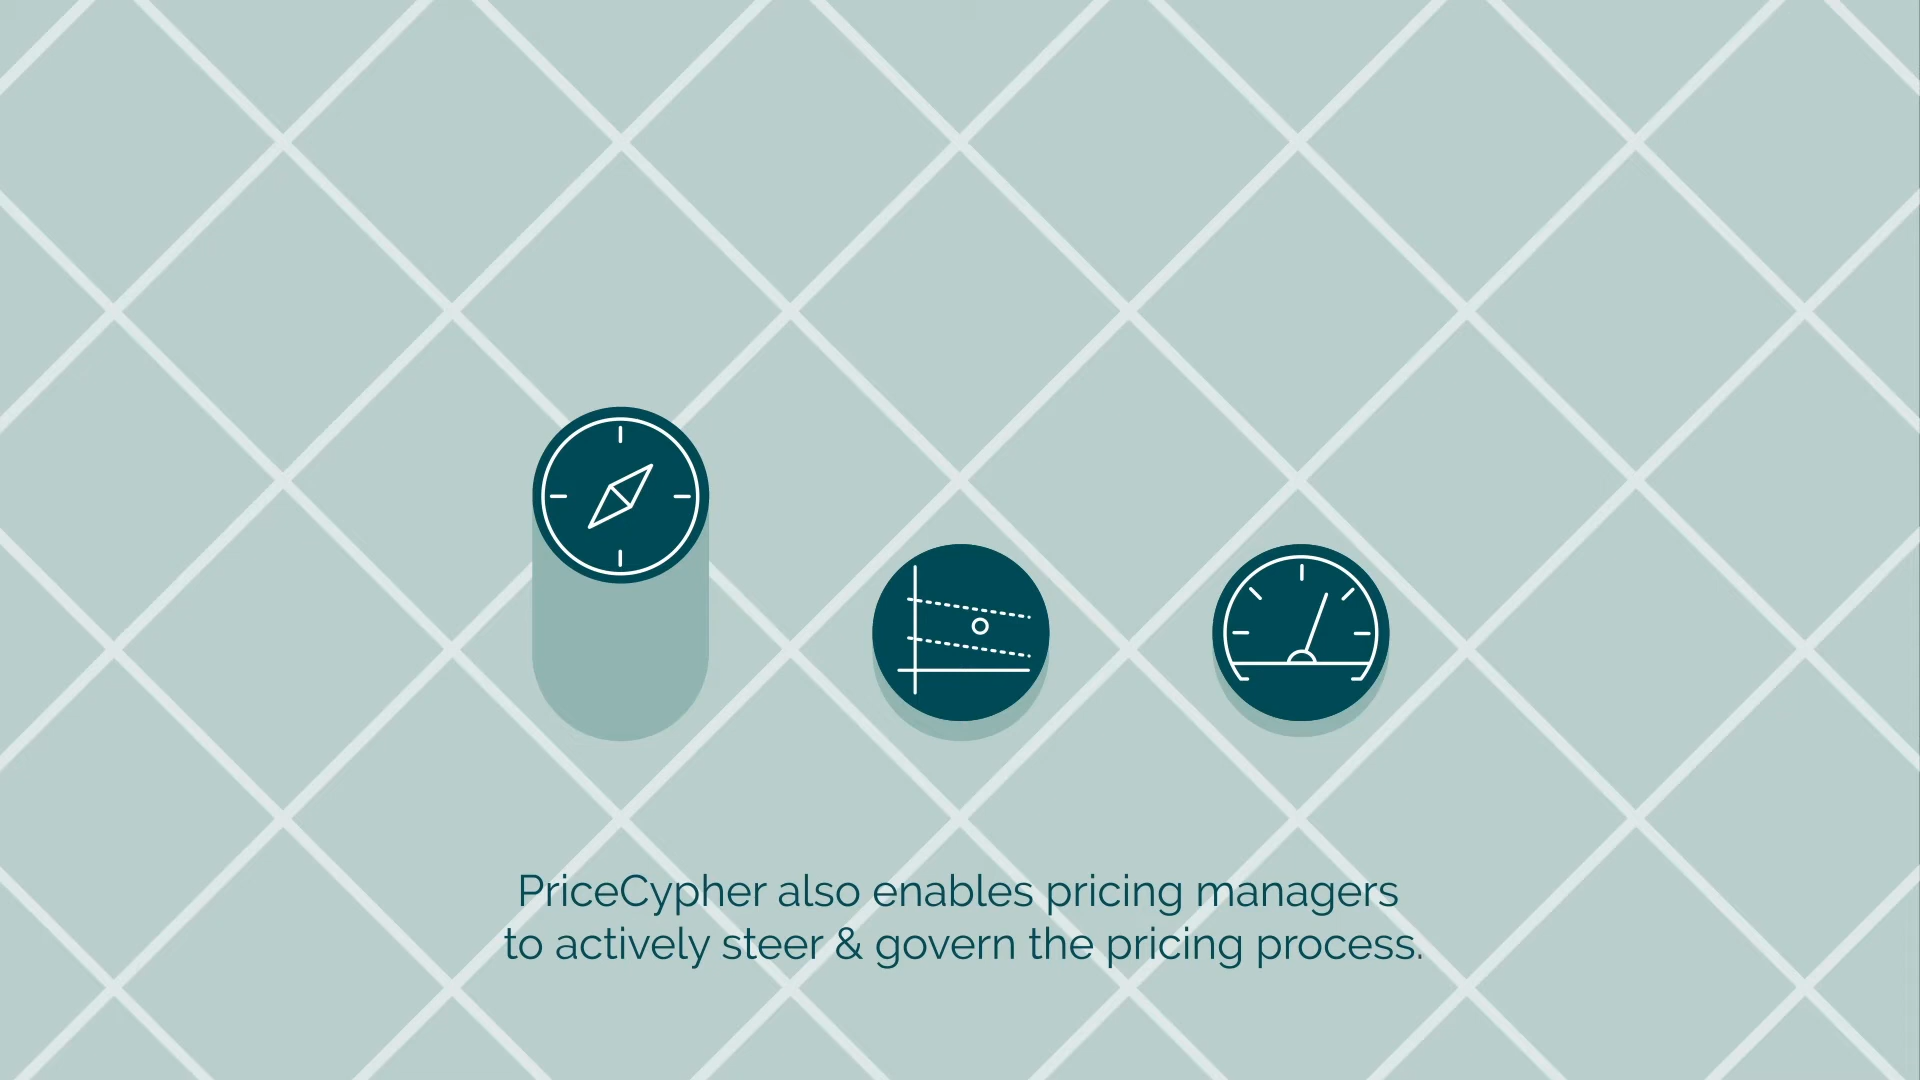 PriceCypher also enables pricing managers
to actively steer & govern the pricing process.